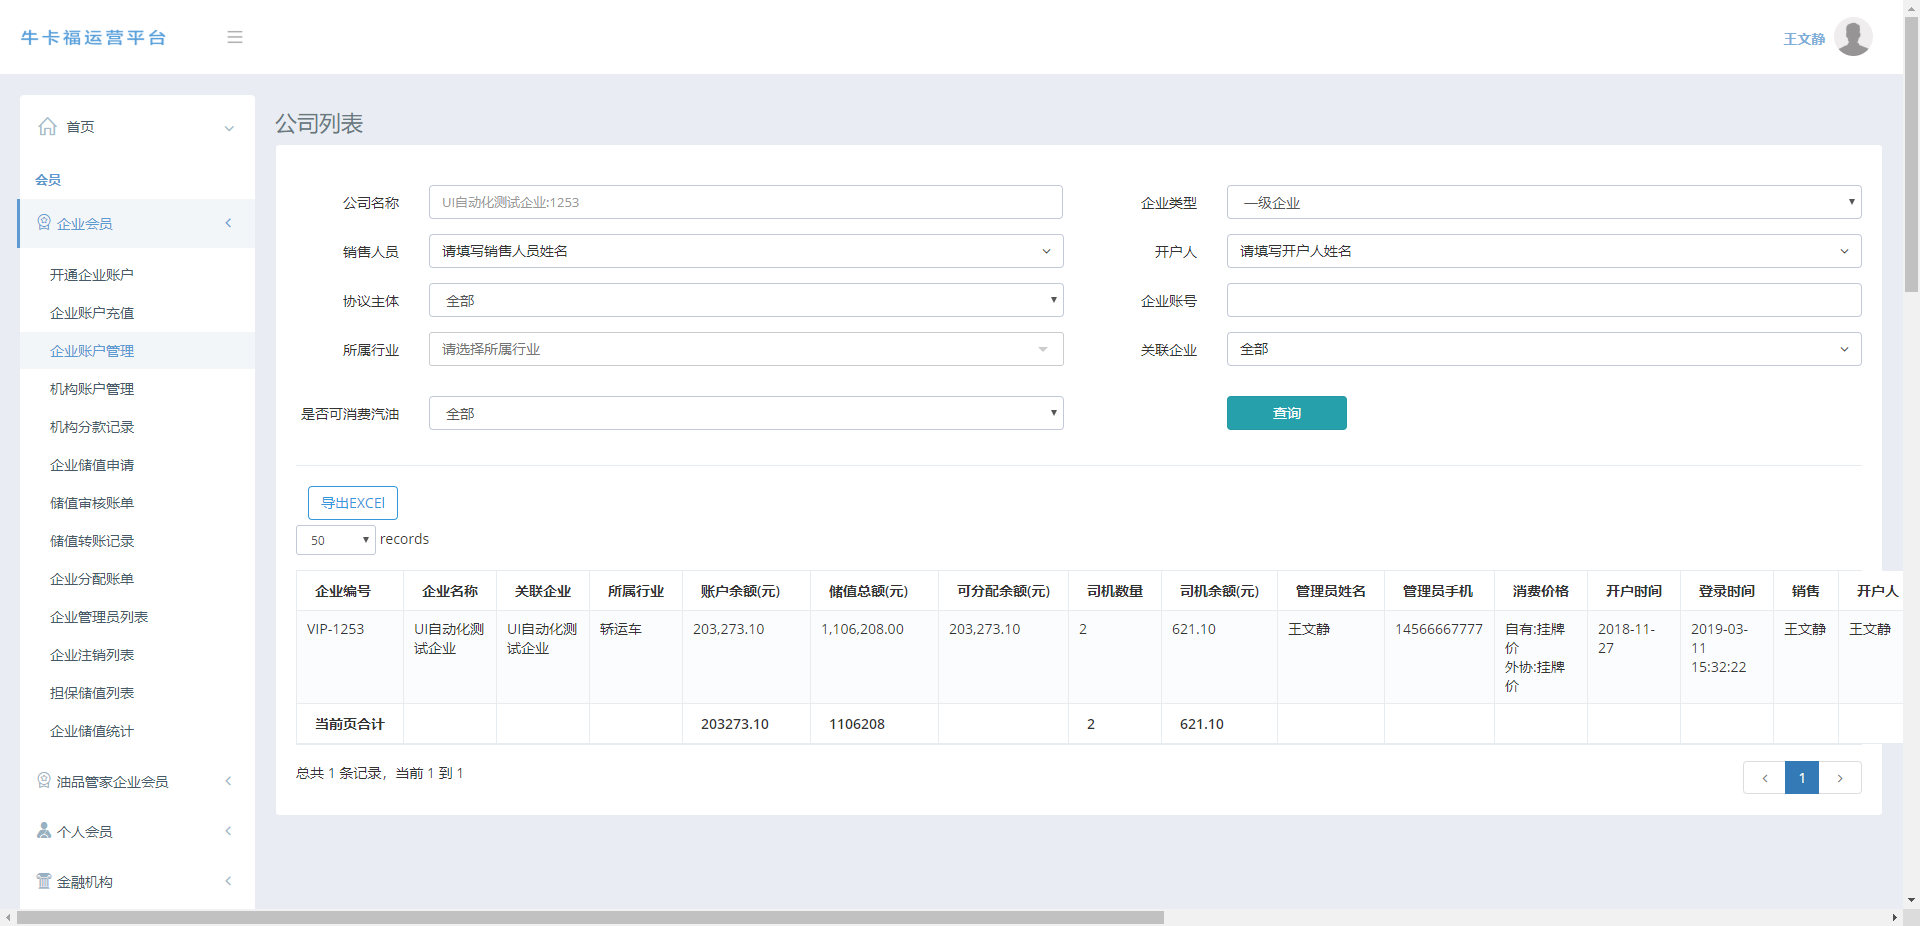 牛卡福运营平台
王文静
首页
会员
企业会员
开通企业账户
企业账户充值
企业账户管理
机构账户管理
机构分款记录
企业储值申请
储值审核账单
储值转账记录
企业分配账单
企业管理员列表
企业注销列表
担保储值列表
企业储值统计
油品管家企业会员
个人会员
金融机构
公司列表
公司名称 UI自动化测试企业:1253 企业类型 一级企业
销售人员 请填写销售人员姓名 开户人 请填写开户人姓名
协议主体 全部 企业账号
所属行业 请选择所属行业 关联企业 全部
是否可消费汽油 全部 查询
导出EXCEl
50 records
企业编号 企业名称 关联企业 所属行业 账户余额(元) 储值总额(元) 可分配余额(元) 司机数量 司机余额(元) 管理员姓名 管理员手机 消费价格 开户时间 登录时间 销售 开户人
VIP-1253 UI自动化测 UI自动化测 轿运车 203,273.10 1,106,208.00 203,273.10 2 621.10 王文静 14566667777 自有:挂牌 2018-11- 2019-03- 王文静 王文静
试企业 试企业 价 27 11
外协:挂牌 15:32:22
价
当前页合计 203273.10 1106208 2 621.10
总共 1 条记录，当前 1 到 1
1